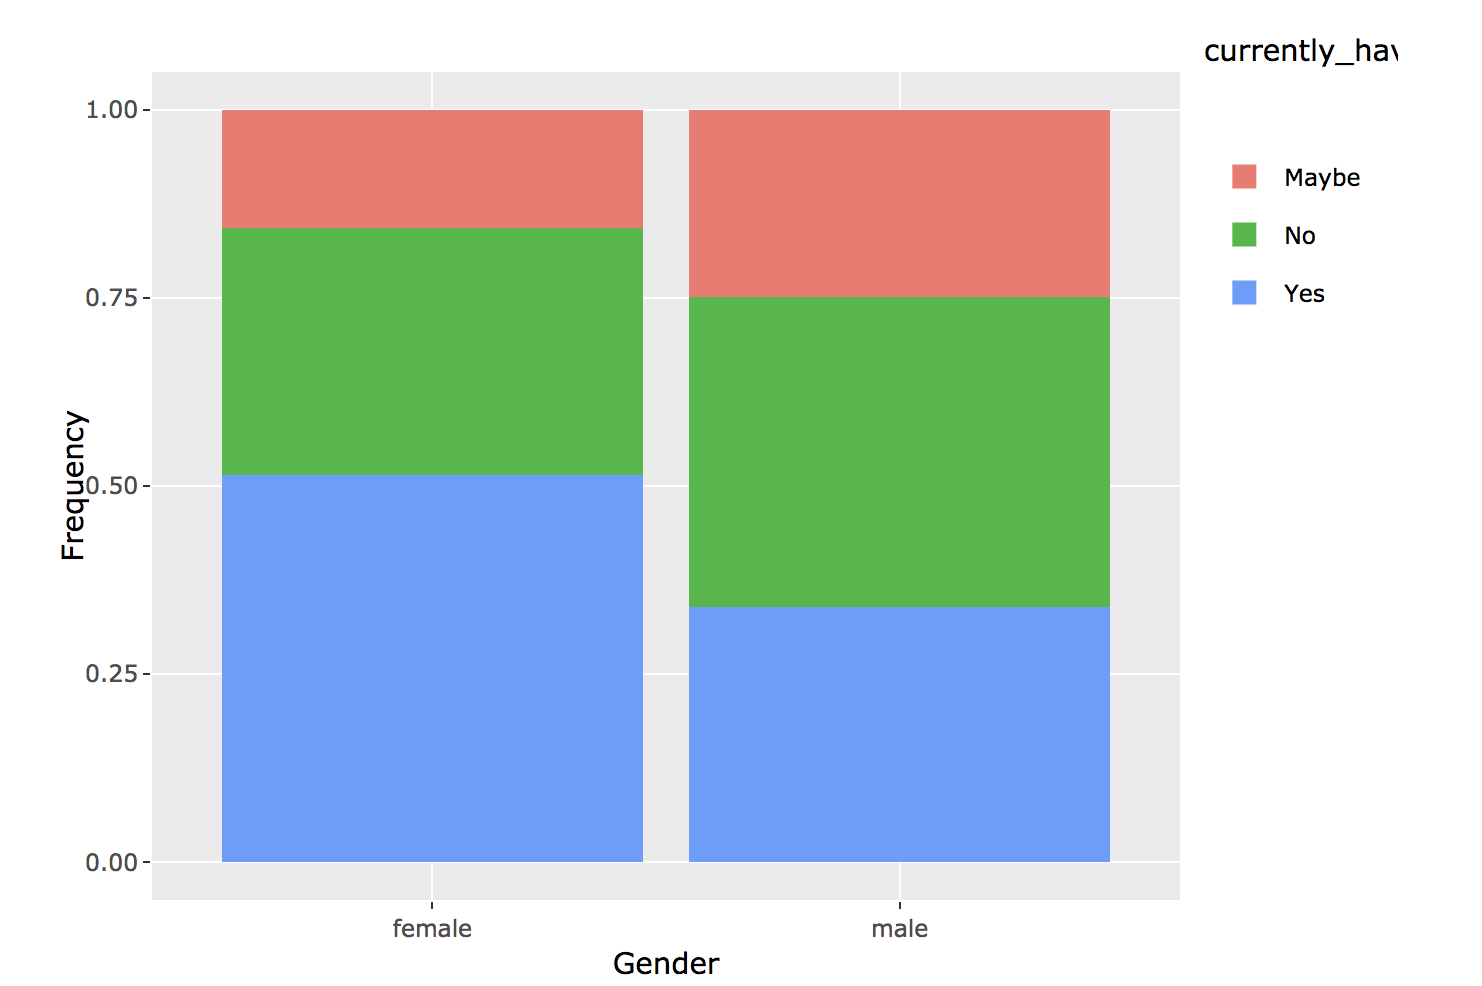 currently_hav
Maybe
No
Yes
Frequency
1.00
0.75
0.50
0.25
0.00
female
male
Gender